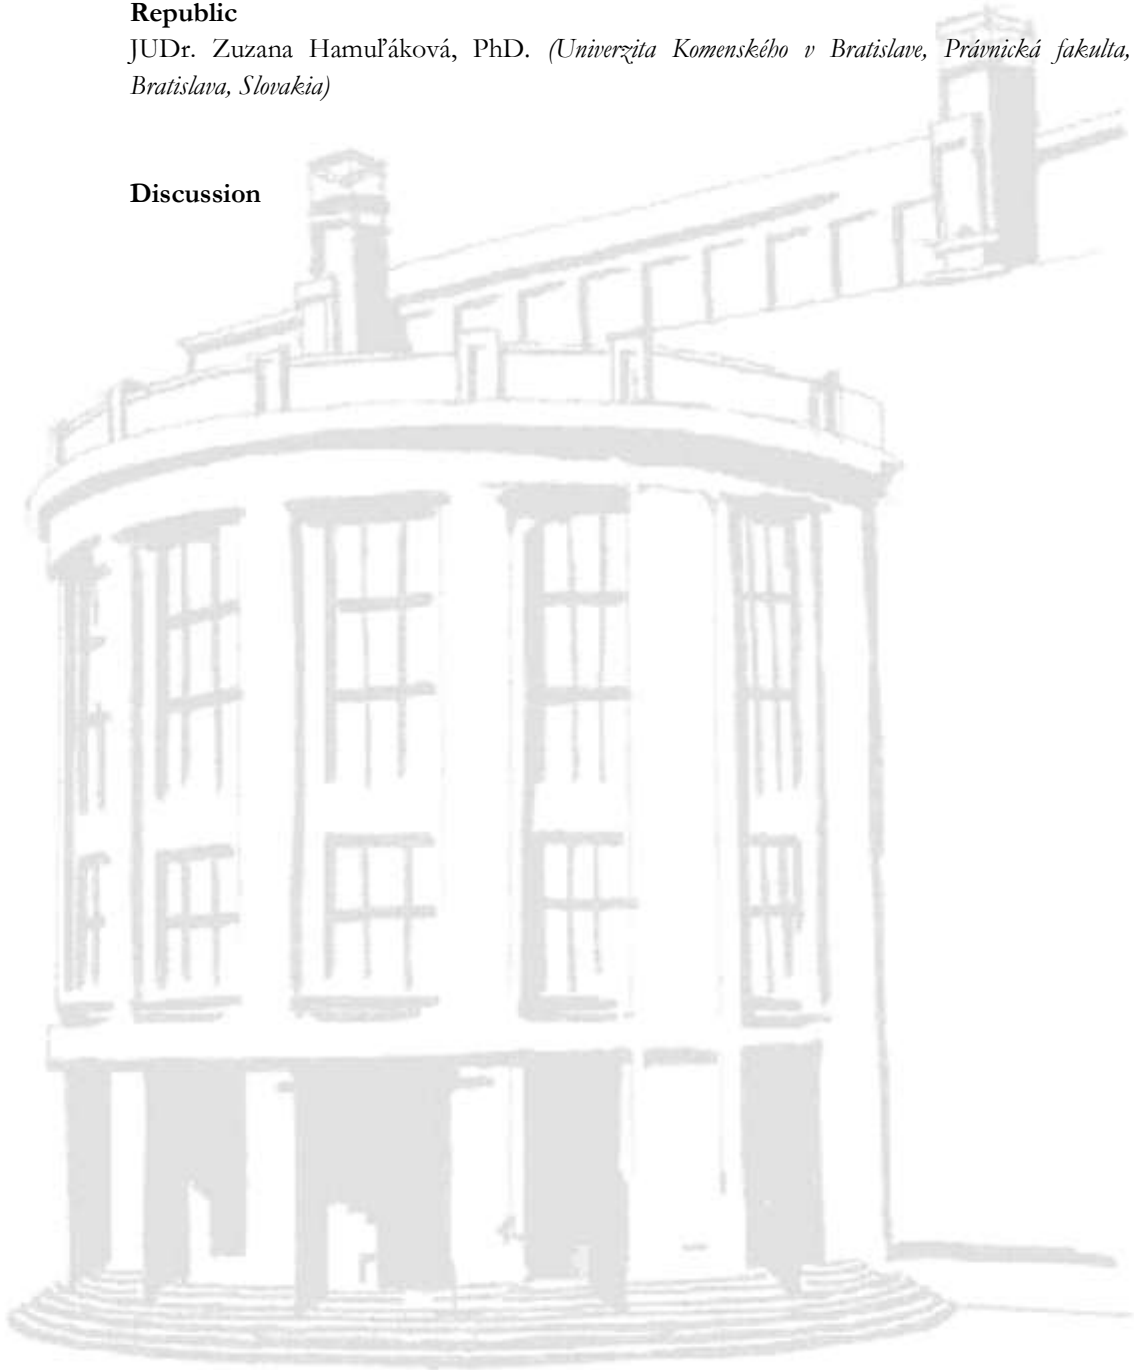 Republic
JUDr. Zuzana Hamuľáková, PhD. (Univerzita Komenského v Bratislave, Právnická fakulta,
Bratislava, Slovakia)
Discussion